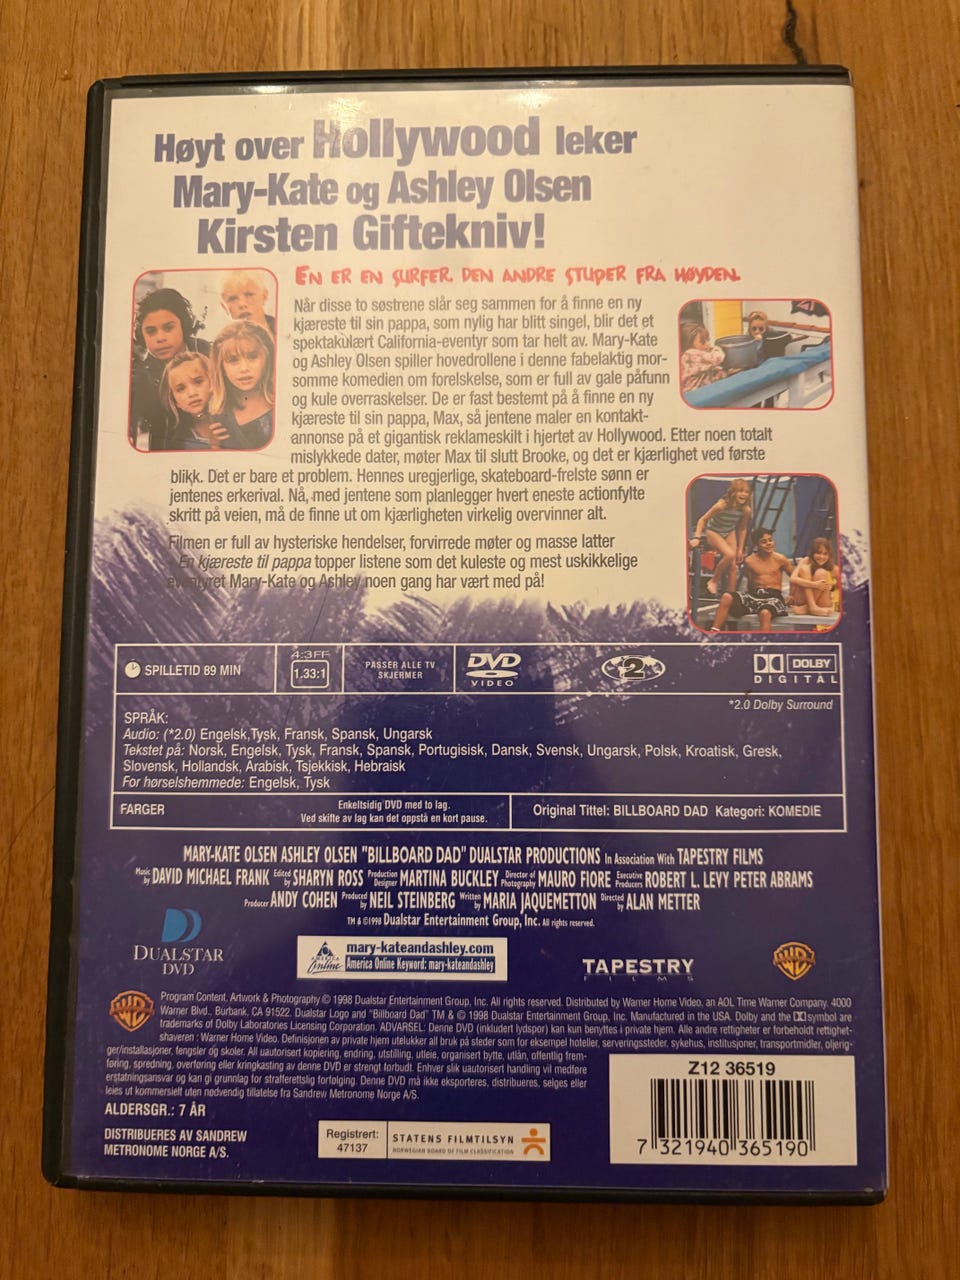 Høyt over Hollywood leker
Mary-Kate og Ashley Olsen
Kirsten Giftekniv!
EN ER EN SURFER. DEN ANDRE STUPER FRA HØYDEN.
Når disse to søstrene slår seg sammen for å finne en ny
kjæreste til sin pappa, som nylig har blitt singel, blir det et
spektakulært California-eventyr som tar helt av. Mary-Kate
og Ashley Olsen spiller hovedrollene i denne fabelaktig mor-
somme komedien om forelskelse, som er full av gale påfunn
og kule overraskelser. De er fast bestemt på å finne en ny
kjæreste til sin pappa, Max, så jentene maler en kontakt-
annonse på et gigantisk reklameskilt i hjertet av Hollywood. Etter noen totalt
mislykkede dater, møter Max til slutt Brooke, og det er kjærlighet ved første
blikk. Det er bare et problem. Hennes uregjerlige, skateboard-frelste sønn er
jentenes erkerival. Nå, med jentene som planlegger hvert eneste actionfylte
skritt på veien, må de finne ut om kjærligheten virkelig overvinner alt.
Filmen er full av hysteriske hendelser, forvirrede møter og masse latter
- En kjæreste til pappa topper listene som det kuleste og mest uskikkelige
eventyret Mary-Kate og Ashley noen gang har vært med på!
SPILLETID 89 MIN
4:3FF
1.33:1
PASSER ALLE TV
SKJERMER
DVD
VIDEO
2
DOLBY
DIGITAL
*2.0 Dolby Surround
SPRÅK:
Audio: (*2.0) Engelsk,Tysk, Fransk, Spansk, Ungarsk
Tekstet på: Norsk, Engelsk, Tysk, Fransk, Spansk, Portugisisk, Dansk, Svensk, Ungarsk, Polsk, Kroatisk, Gresk,
Slovensk, Hollandsk, Arabisk, Tsjekkisk, Hebraisk
For hørselshemmede: Engelsk, Tysk
FARGER
Enkeltsidig DVD med to lag.
Ved skifte av lag kan det oppstå en kort pause.
Original Tittel: BILLBOARD DAD Kategori: KOMEDIE
MARY-KATE OLSEN ASHLEY OLSEN "BILLBOARD DAD" DUALSTAR PRODUCTIONS In Association With TAPESTRY FILMS
Music by DAVID MICHAEL FRANK Edited by SHARYN ROSS Production Designer MARTINA BUCKLEY Director of Photography MAURO FIORE Executive Producers ROBERT L. LEVY PETER ABRAMS
Producer ANDY COHEN Produced by NEIL STEINBERG Written by MARIA JAQUEMETTON Directed by ALAN METTER
TM & ©1998 Dualstar Entertainment Group, Inc. All rights reserved.
DUALSTAR
DVD
AMERICA
Online
mary-kateandashley.com
America Online Keyword: mary-kateandashley
TAPESTRY
FILMS
WB
WB
Program Content, Artwork & Photography © 1998 Dualstar Entertainment Group, Inc. All rights reserved. Distributed by Warner Home Video, an AOL Time Warner Company. 4000
Warner Blvd.. Burbank, CA 91522. Dualstar Logo and "Billboard Dad" TM & © 1998 Dualstar Entertainment Group, Inc. Manufactured in the USA. Dolby and the symbol are
trademarks of Dolby Laboratories Licensing Corporation. ADVARSEL: Denne DVD (inkludert lydspor) kan kun benyttes i private hjem. Alle andre rettigheter er forbeholdt rettighet-
shaveren : Warner Home Video. Definisjonen av private hjem utelukker all bruk på steder som for eksempel hoteller, serveringssteder, sykehus, institusjoner, transportmidler, oljerig-
ger/installasjoner, fengsler og skoler. All uautorisert kopiering, endring, utstilling, utleie, organisert bytte, utlån, offentlig frem-
føring, spredning, overføring eller kringkasting av denne DVD er strengt forbudt. Enhver slik uautorisert handling vil medføre
erstatningsansvar og kan gi grunnlag for strafferettslig forfølging. Denne DVD må ikke eksporteres, distribueres, selges eller
leies ut kommersielt uten nødvendig tillatelse fra Sandrew Metronome Norge A/S.
ALDERSGR.: 7 ÅR
DISTRIBUERES AV SANDREW
METRONOME NORGE A/S.
Registrert:
47137
STATENS FILMTILSYN
NORWEGIAN BOARD OF FILM CLASSIFICATION
Z12 36519
7 321940 365190